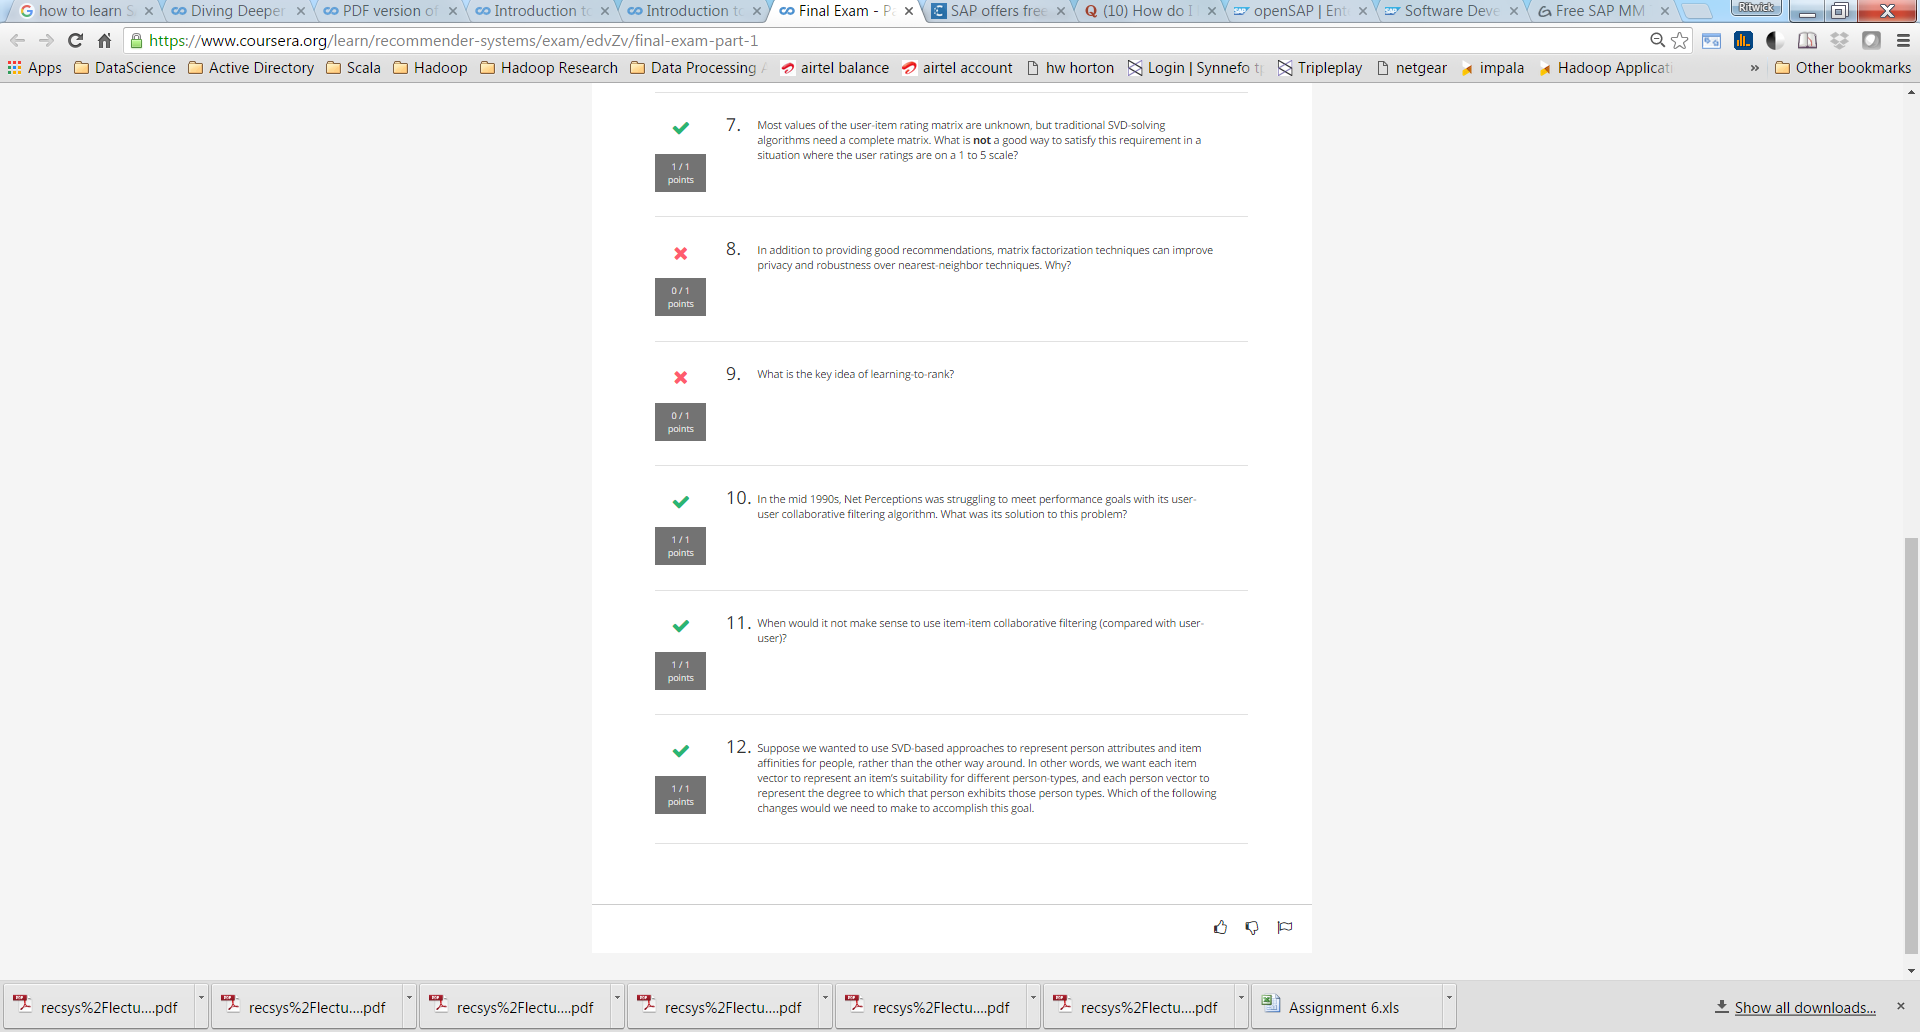 how to learn S
Diving Deeper
PDF version of
Introduction to
Introduction to
Final Exam - Pa
SAP offers free
(10) How do I
openSAP | Ente
Software Deve
Free SAP MM
Ritwick
https://www.coursera.org/learn/recommender-systems/exam/edvZv/final-exam-part-1
Apps DataScience Active Directory Scala Hadoop Hadoop Research Data Processing airtel balance airtel account hw horton Login | Synnefo Tripleplay netgear impala Hadoop Applicati » Other bookmarks
7. Most values of the user-item rating matrix are unknown, but traditional SVD-solving
algorithms need a complete matrix. What is not a good way to satisfy this requirement in a
situation where the user ratings are on a 1 to 5 scale?
1 / 1
points
8. In addition to providing good recommendations, matrix factorization techniques can improve
privacy and robustness over nearest-neighbor techniques. Why?
0 / 1
points
9. What is the key idea of learning-to-rank?
0 / 1
points
10. In the mid 1990s, Net Perceptions was struggling to meet performance goals with its user-
user collaborative filtering algorithm. What was its solution to this problem?
1 / 1
points
11. When would it not make sense to use item-item collaborative filtering (compared with user-
user)?
1 / 1
points
12. Suppose we wanted to use SVD-based approaches to represent person attributes and item
affinities for people, rather than the other way around. In other words, we want each item
vector to represent an item's suitability for different person-types, and each person vector to
represent the degree to which that person exhibits those person types. Which of the following
changes would we need to make to accomplish this goal.
1 / 1
points
recsys%2Flectu....pdf
recsys%2Flectu....pdf
recsys%2Flectu....pdf
recsys%2Flectu....pdf
recsys%2Flectu....pdf
recsys%2Flectu....pdf
Assignment 6.xls
Show all downloads...